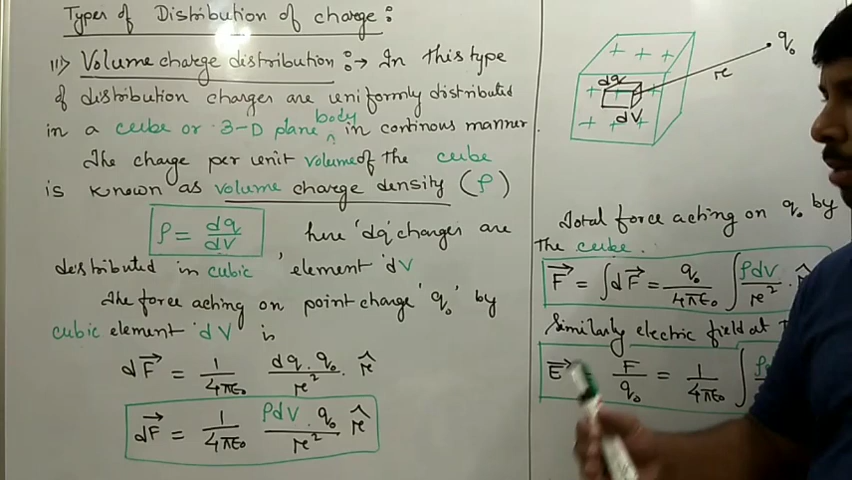 Types of Distribution of charge:
111) Volume charge distribution :→ In this type
of distribution charges are uniformly distributed
in a cube or 3-D plane body in continous manner.
The charge per unit volume of the cube
is known as volume charge density (ρ)
ρ = dq/dV here 'dq' charges are
destributed in cubic 'element' dV
The force acting on point charge 'q₀' by
cubic element 'dV is
dF⃗ = 1/4πε₀ dq.q₀/r² . r̂
dF⃗ = 1/4πε₀ ρdV.q₀/r² r̂
+ + +
q₀
r
dq
+ + +
dV
+ + +
Total force acting on q₀ by
the cube.
F⃗ = ∫dF⃗ = q₀/4πε₀ ∫ρdV/r² . r̂
Similarly electric field at
E⃗ F/q₀ = 1/4πε₀ ∫ρ